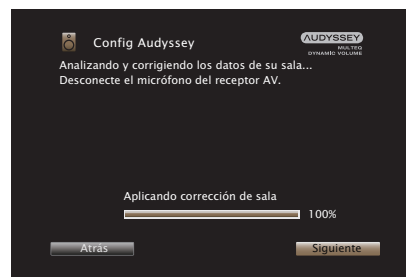 Config Audyssey
AUDYSSEY
MULTEQ
DYNAMIC VOLUME
Analizando y corrigiendo los datos de su sala...
Desconecte el micrófono del receptor AV.
Aplicando corrección de sala
100%
Atrás
Siguiente